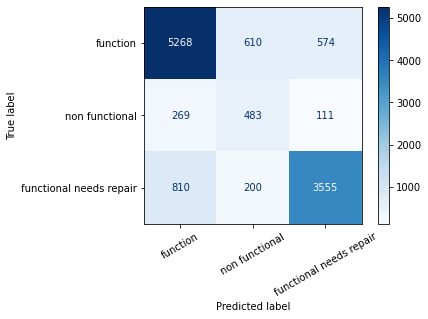 function 5268 610 574
non functional 269 483 111
functional needs repair 810 200 3555
True label
function non functional functional needs repair
Predicted label
5000
4000
3000
2000
1000